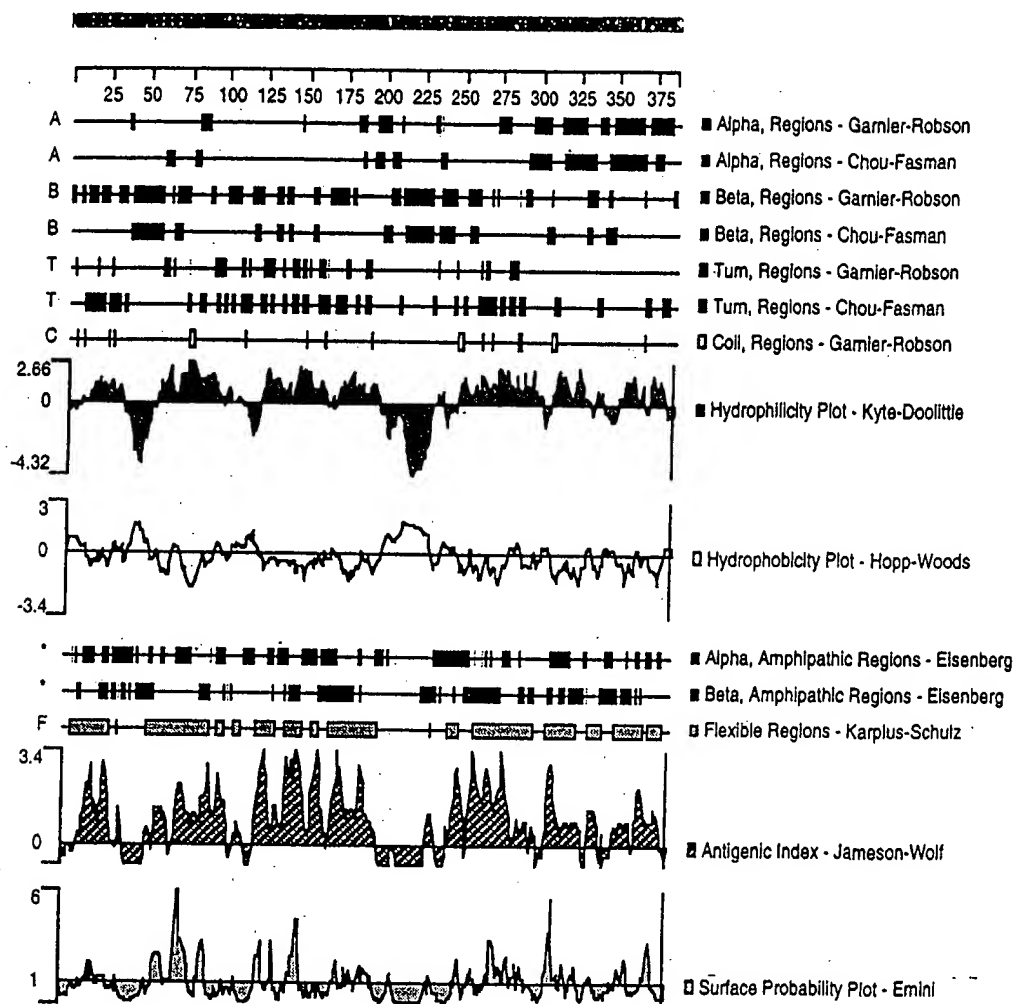 25 50 75 100 125 150 175 200 225 250 275 300 325 350 375
A Alpha, Regions - Garnier-Robson
A Alpha, Regions - Chou-Fasman
B Beta, Regions - Garnier-Robson
B Beta, Regions - Chou-Fasman
T Turn, Regions - Garnier-Robson
T Turn, Regions - Chou-Fasman
C Coil, Regions - Garnier-Robson
2.66
0 Hydrophilicity Plot - Kyte-Doolittle
-4.32
3
0 Hydrophobicity Plot - Hopp-Woods
-3.4
* Alpha, Amphipathic Regions - Eisenberg
* Beta, Amphipathic Regions - Eisenberg
F Flexible Regions - Karplus-Schulz
3.4
0 Antigenic Index - Jameson-Wolf
6
1 Surface Probability Plot - Emini